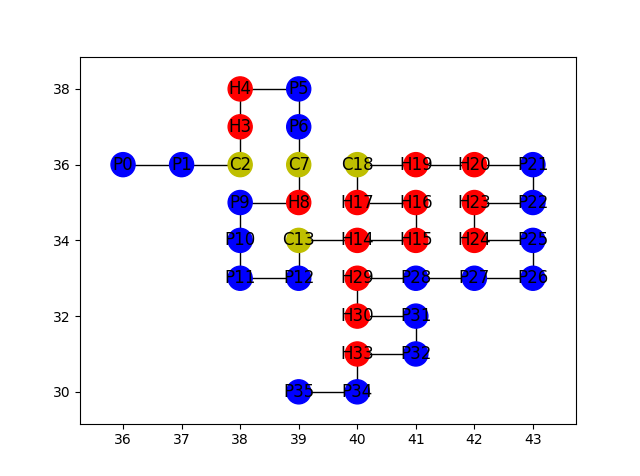 38 H4 P5
H3 P6
36 P0 P1 C2 C7 C18 H19 H20 P21
P9 H8 H17 H16 H23 P22
34 P10 C13 H14 H15 H24 P25
P11 P12 H29 P28 P27 P26
32 H30 P31
H33 P32
30 P35 P34
36 37 38 39 40 41 42 43